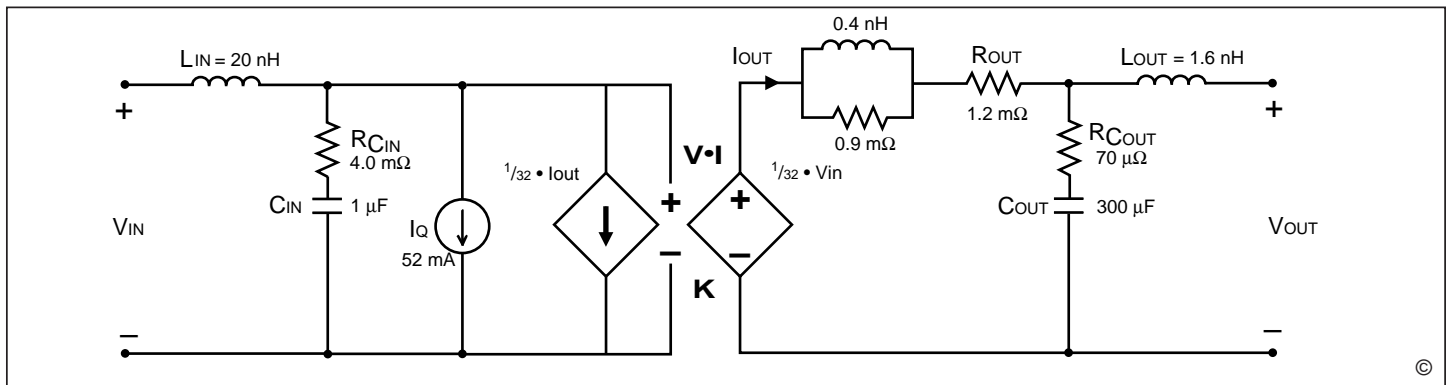 LIN = 20 nH
+
RCIN
4.0 mΩ
CIN
1 µF
VIN
IQ
52 mA
1/32 • Iout
+
–
V•I
K
IOUT
0.4 nH
0.9 mΩ
ROUT
1.2 mΩ
1/32 • Vin
+
–
RCOUT
70 µΩ
COUT
300 µF
LOUT = 1.6 nH
+
VOUT
–
–
©